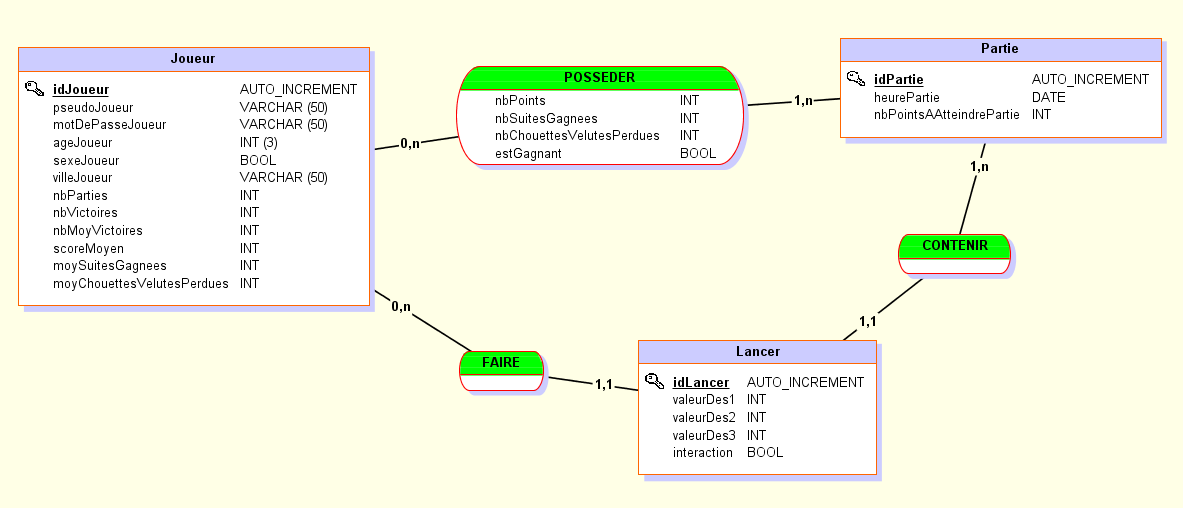 Joueur
idJoueur AUTO_INCREMENT
pseudoJoueur VARCHAR (50)
motDePasseJoueur VARCHAR (50)
ageJoueur INT (3)
sexeJoueur BOOL
villeJoueur VARCHAR (50)
nbParties INT
nbVictoires INT
nbMoyVictoires INT
scoreMoyen INT
moySuitesGagnees INT
moyChouettesVelutesPerdues INT
0,n
POSSEDER
nbPoints INT
nbSuitesGagnees INT
nbChouettesVelutesPerdues INT
estGagnant BOOL
1,n
Partie
idPartie AUTO_INCREMENT
heurePartie DATE
nbPointsAAtteindrePartie INT
1,n
CONTENIR
1,1
0,n
FAIRE
1,1
Lancer
idLancer AUTO_INCREMENT
valeurDes1 INT
valeurDes2 INT
valeurDes3 INT
interaction BOOL